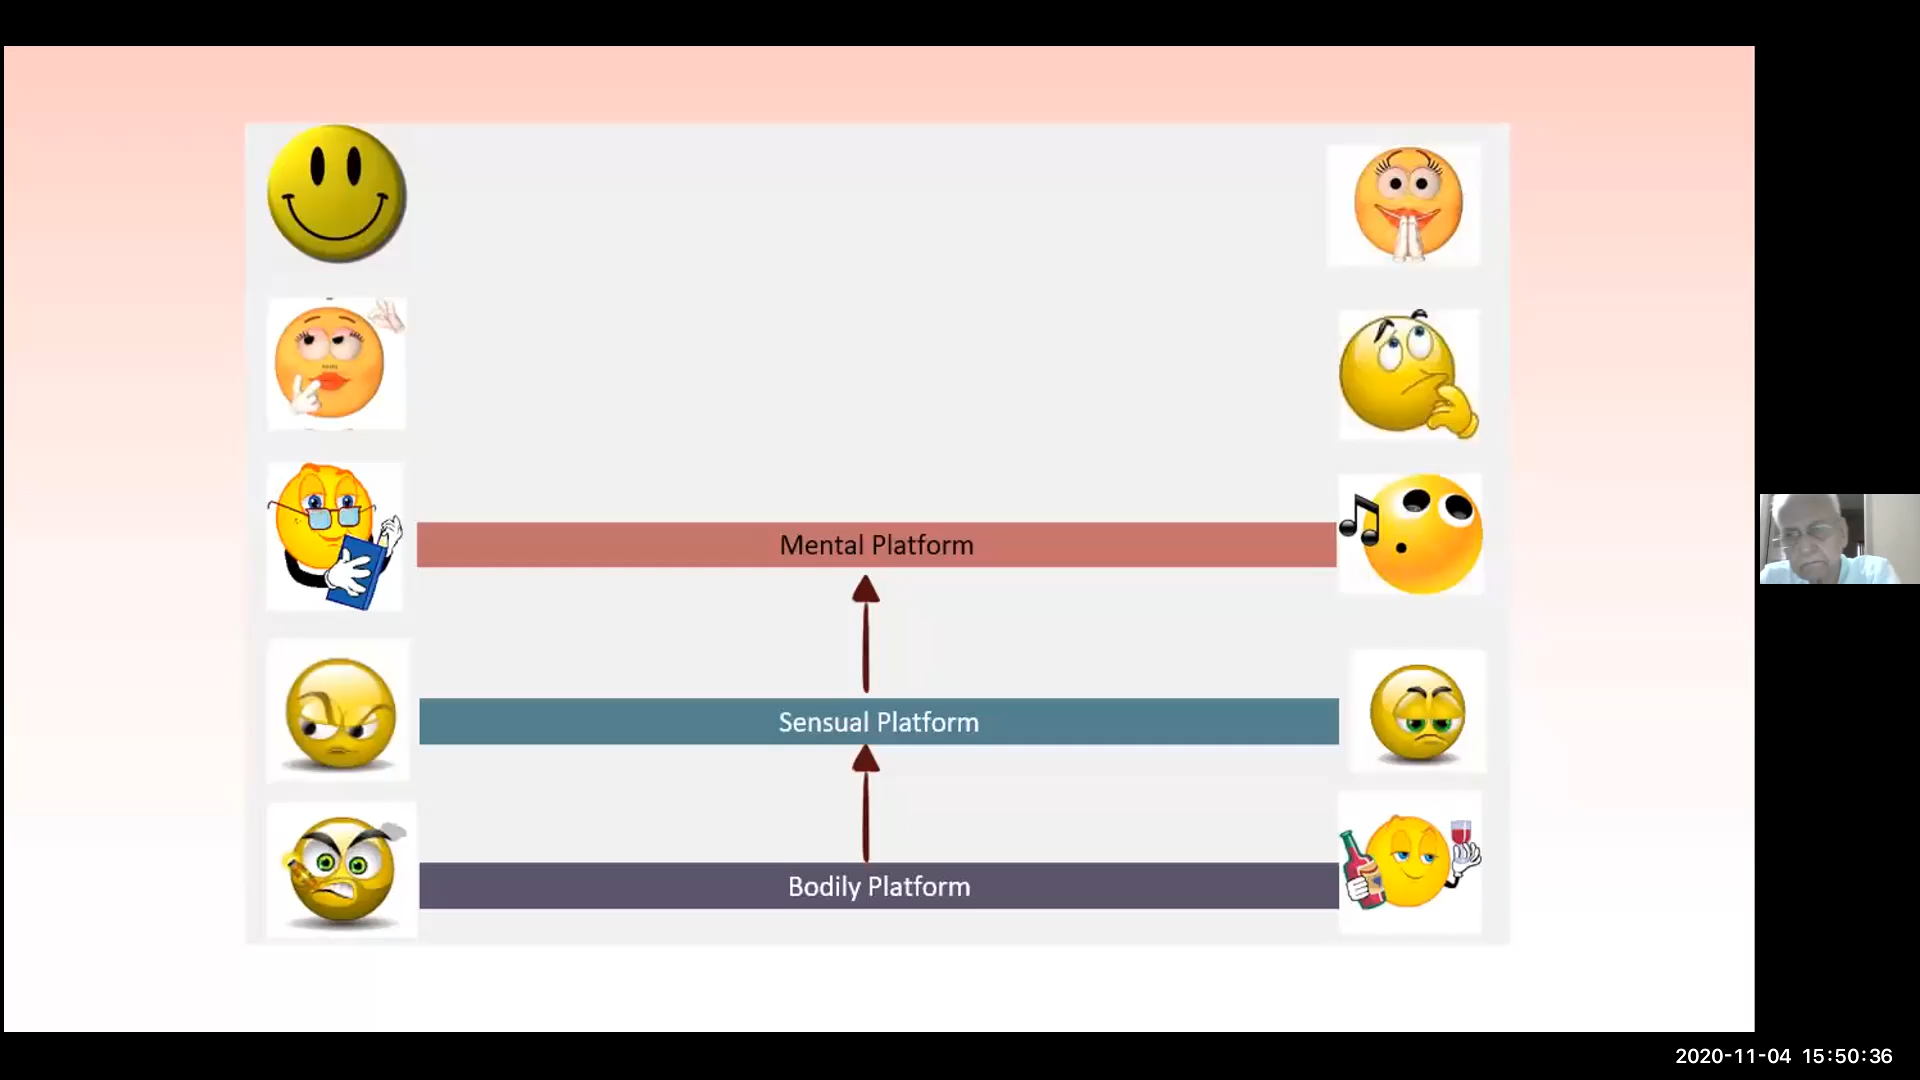 Mental Platform
Sensual Platform
Bodily Platform
2020-11-04 15:50:36